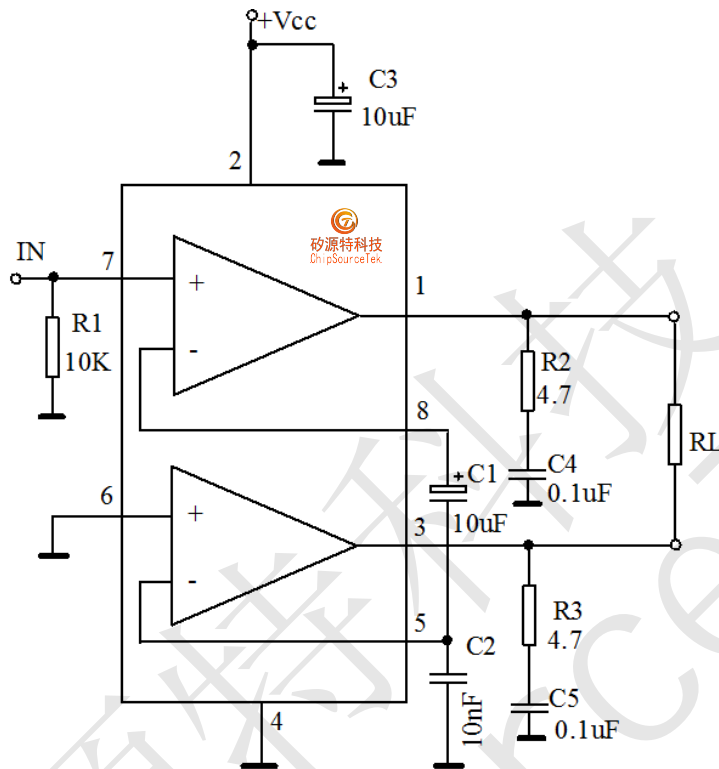 +Vcc
C3
10uF
2
矽源特科技
ChipSourceTek
IN
7
1
+
R1
10K
-
R2
4.7
RL
8
6
C1
10uF
C4
0.1uF
+
3
-
5
R3
4.7
C2
10nF
C5
0.1uF
4